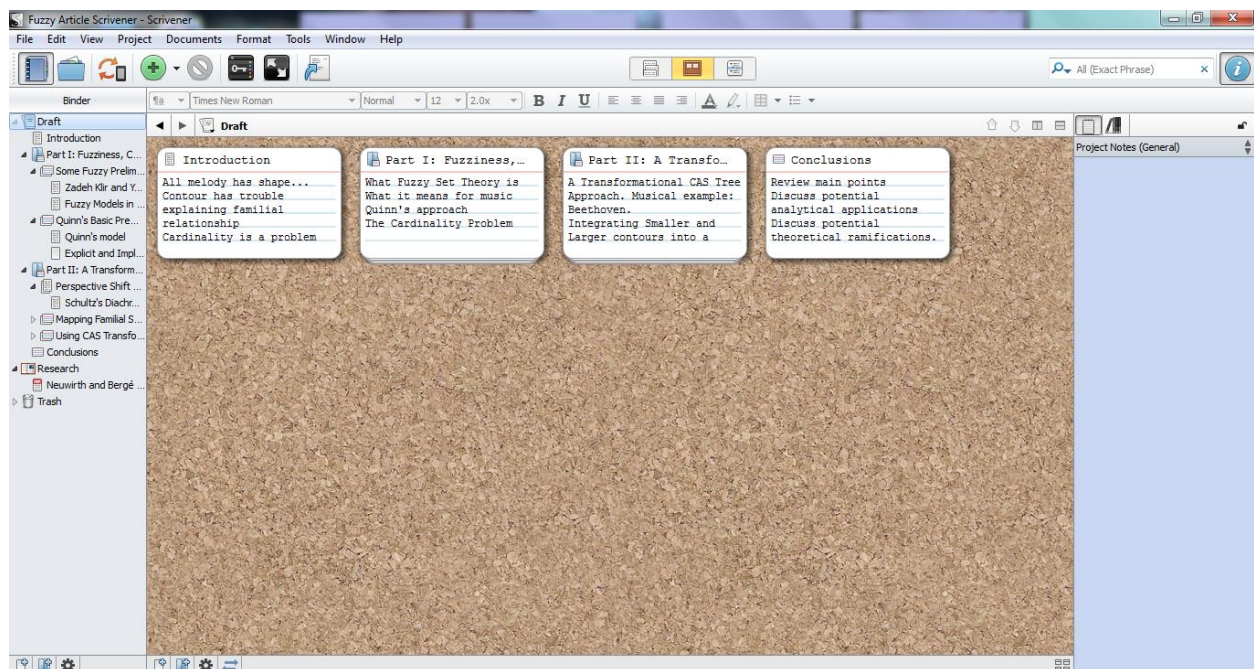 Fuzzy Article Scrivener - Scrivener
File Edit View Project Documents Format Tools Window Help
All (Exact Phrase)
Binder
Times New Roman
Normal
12
2.0x
B I U
A
Draft
Introduction
Part I: Fuzziness, C...
Some Fuzzy Prelim...
Zadeh Klir and Y...
Fuzzy Models in ...
Quinn's Basic Pre...
Quinn's model
Explicit and Impl...
Part II: A Transform...
Perspective Shift ...
Schultz's Diachr...
Mapping Familial S...
Using CAS Transfo...
Conclusions
Research
Neuwirth and Bergé ...
Trash
Draft
Introduction
All melody has shape...
Contour has trouble
explaining familial
relationship
Cardinality is a problem
Part I: Fuzziness,...
What Fuzzy Set Theory is
What it means for music
Quinn's approach
The Cardinality Problem
Part II: A Transfo...
A Transformational CAS Tree
Approach. Musical example:
Beethoven.
Integrating Smaller and
Larger contours into a
Conclusions
Review main points
Discuss potential
analytical applications
Discuss potential
theoretical ramifications.
Project Notes (General)